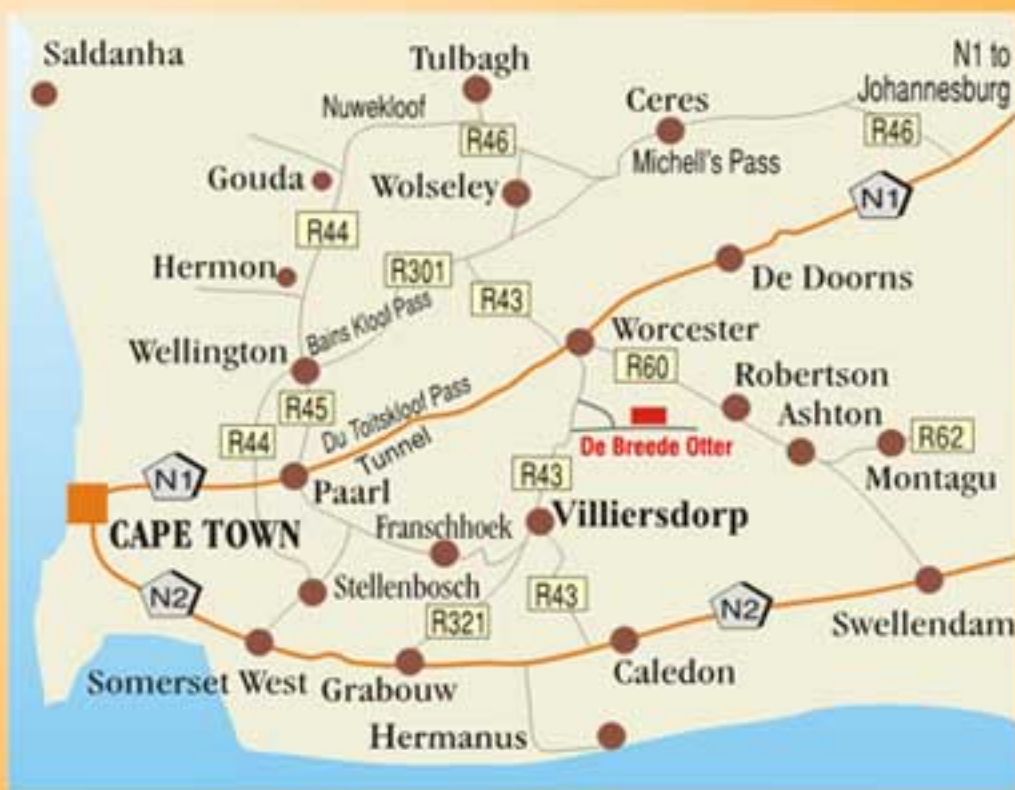 Saldanha
Tulbagh
N1 to
Johannesburg
Ceres
Nuwekloof
R46
R46
Michell's Pass
Gouda
Wolseley
N1
R44
Hermon
R301
R43
De Doorns
Bains Kloof Pass
Worcester
Wellington
R60
Robertson
R45
Du Toitskloof Pass
Ashton
R44
Tunnel
De Breede Otter
R62
Montagu
N1
R43
Paarl
Villiersdorp
CAPE TOWN
Franschhoek
Stellenbosch
R43
N2
N2
R321
Swellendam
Somerset West
Grabouw
Caledon
Hermanus